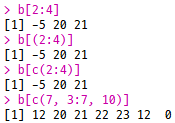 > b[2:4]
[1] -5 20 21
> b[(2:4)]
[1] -5 20 21
> b[c(2:4)]
[1] -5 20 21
> b[c(7, 3:7, 10)]
[1] 12 20 21 22 23 12  0